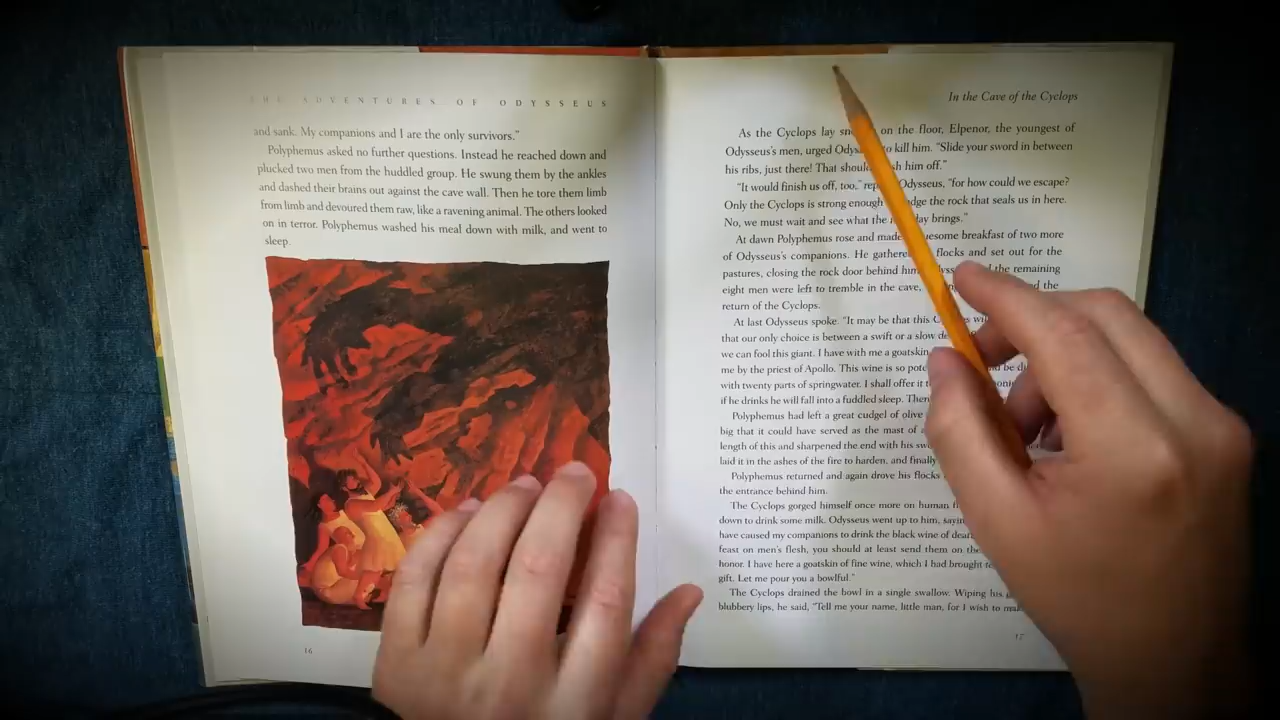 THE ADVENTURES OF ODYSSEUS
and sank. My companions and I are the only survivors."
Polyphemus asked no further questions. Instead he reached down and
plucked two men from the huddled group. He swung them by the ankles
and dashed their brains out against the cave wall. Then he tore them limb
from limb and devoured them raw, like a ravening animal. The others looked
on in terror. Polyphemus washed his meal down with milk, and went to
sleep.
16
In the Cave of the Cyclops
As the Cyclops lay on the floor, Elpenor, the youngest of
Odysseus's men, urged to kill him. "Slide your sword in between
his ribs, just there! That him off."
"It would finish us off, too," Odysseus, "for how could we escape?
Only the Cyclops is strong enough the rock that seals us in here.
No, we must wait and see what the brings."
At dawn Polyphemus rose and made of two more
of Odysseus's companions. He flocks and set out for the
pastures, closing the rock door behind the remaining
eight men were left to tremble in the cave, the
return of the Cyclops.
At last Odysseus spoke. "It may be that this
that our only choice is between a swift or a slow
we can fool this giant. I have with me a goatskin
me by the priest of Apollo. This wine is so be
with twenty parts of springwater. I shall offer it
if he drinks he will fall into a fuddled sleep.
Polyphemus had left a great cudgel of olive
big that it could have served as the mast of
length of this and sharpened the end with his
laid it in the ashes of the fire to harden, and finally
Polyphemus returned and again drove his flocks
the entrance behind him.
The Cyclops gorged himself once more on human
down to drink some milk. Odysseus went up to him,
have caused my companions to drink the black wine of
feast on men's flesh, you should at least send them on
honor. I have here a goatskin of fine wine, which I had brought
gift. Let me pour you a bowlful."
The Cyclops drained the bowl in a single swallow. Wiping his
blubbery lips, he said, "Tell me your name, little man, for I wish to
17